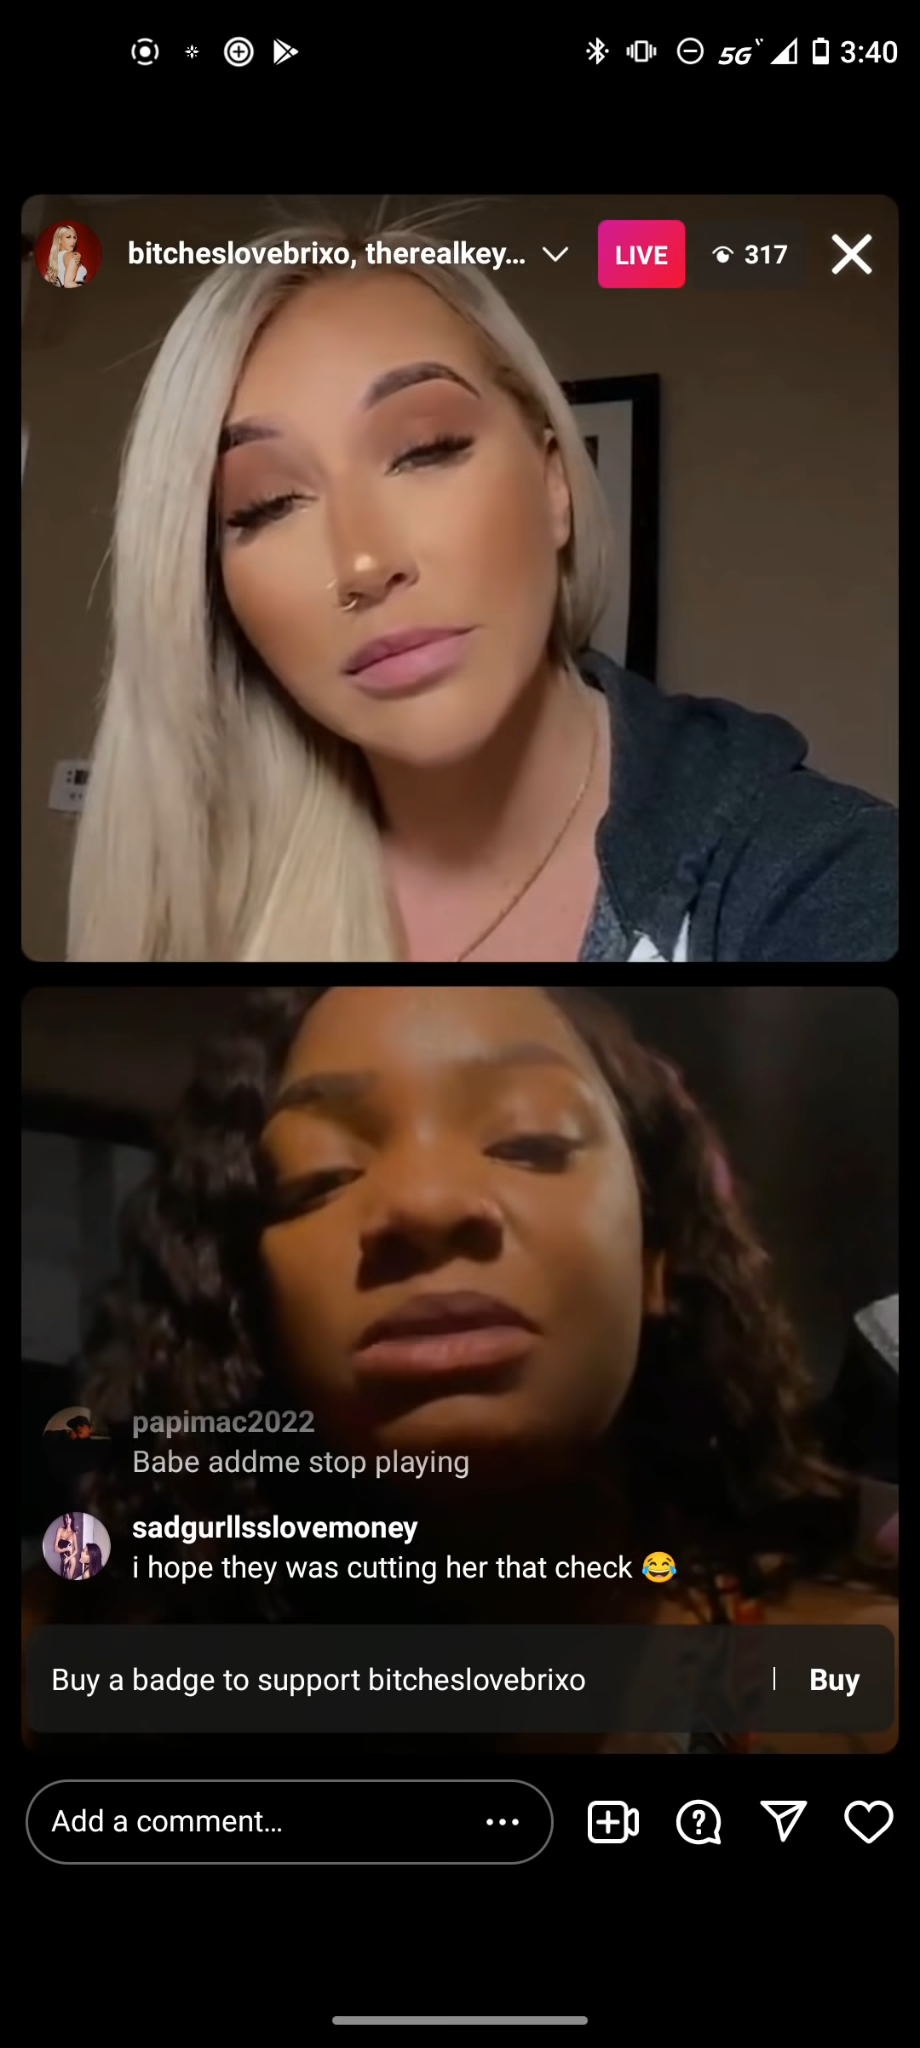 5G 3:40
bitcheslovebrixo, therealkey... LIVE 317
papimac2022
Babe addme stop playing
sadgurllsslovemoney
i hope they was cutting her that check 😂
Buy a badge to support bitcheslovebrixo | Buy
Add a comment...